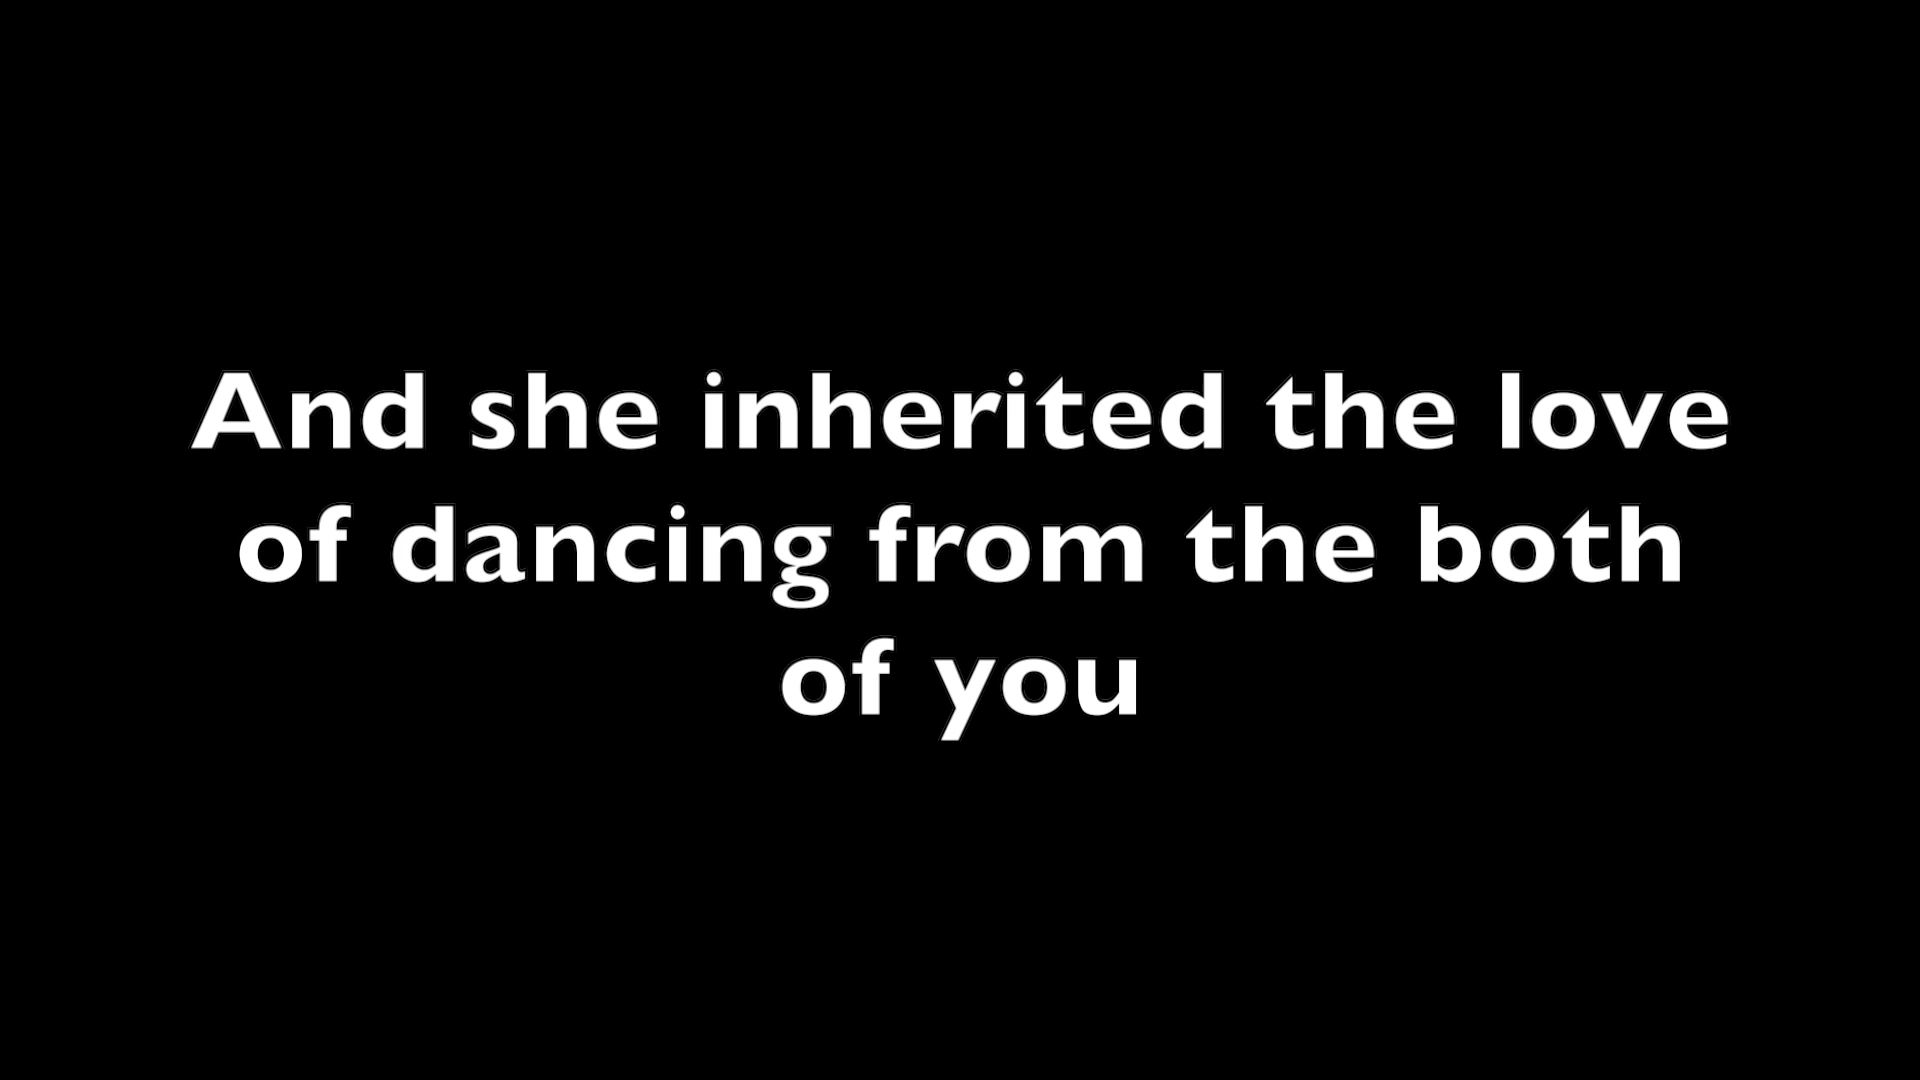 And she inherited the love
of dancing from the both
of you